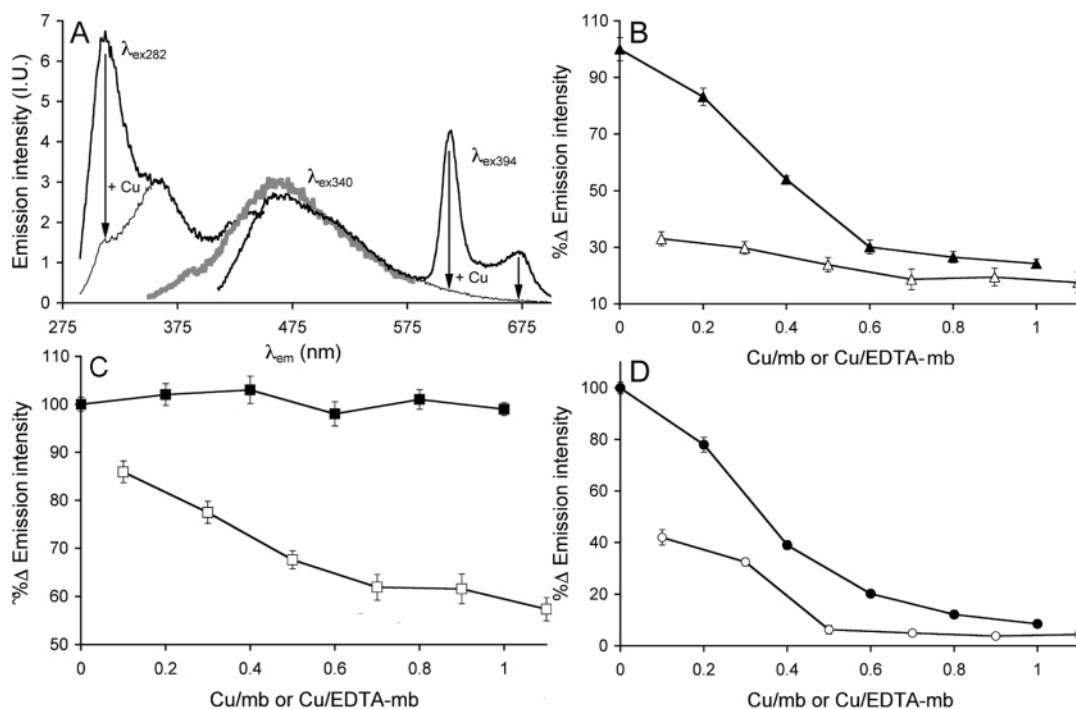 A
Emission intensity (I.U.)
7
6
5
4
3
2
1
0
λex282
+ Cu
λex340
λex394
+ Cu
275
375
475
575
675
λem (nm)
B
%Δ Emission intensity
110
90
70
50
30
10
0
0.2
0.4
0.6
0.8
1
Cu/mb or Cu/EDTA-mb
C
%Δ Emission intensity
110
100
90
80
70
60
50
0
0.2
0.4
0.6
0.8
1
Cu/mb or Cu/EDTA-mb
D
%Δ Emission intensity
100
80
60
40
20
0
0
0.2
0.4
0.6
0.8
1
Cu/mb or Cu/EDTA-mb